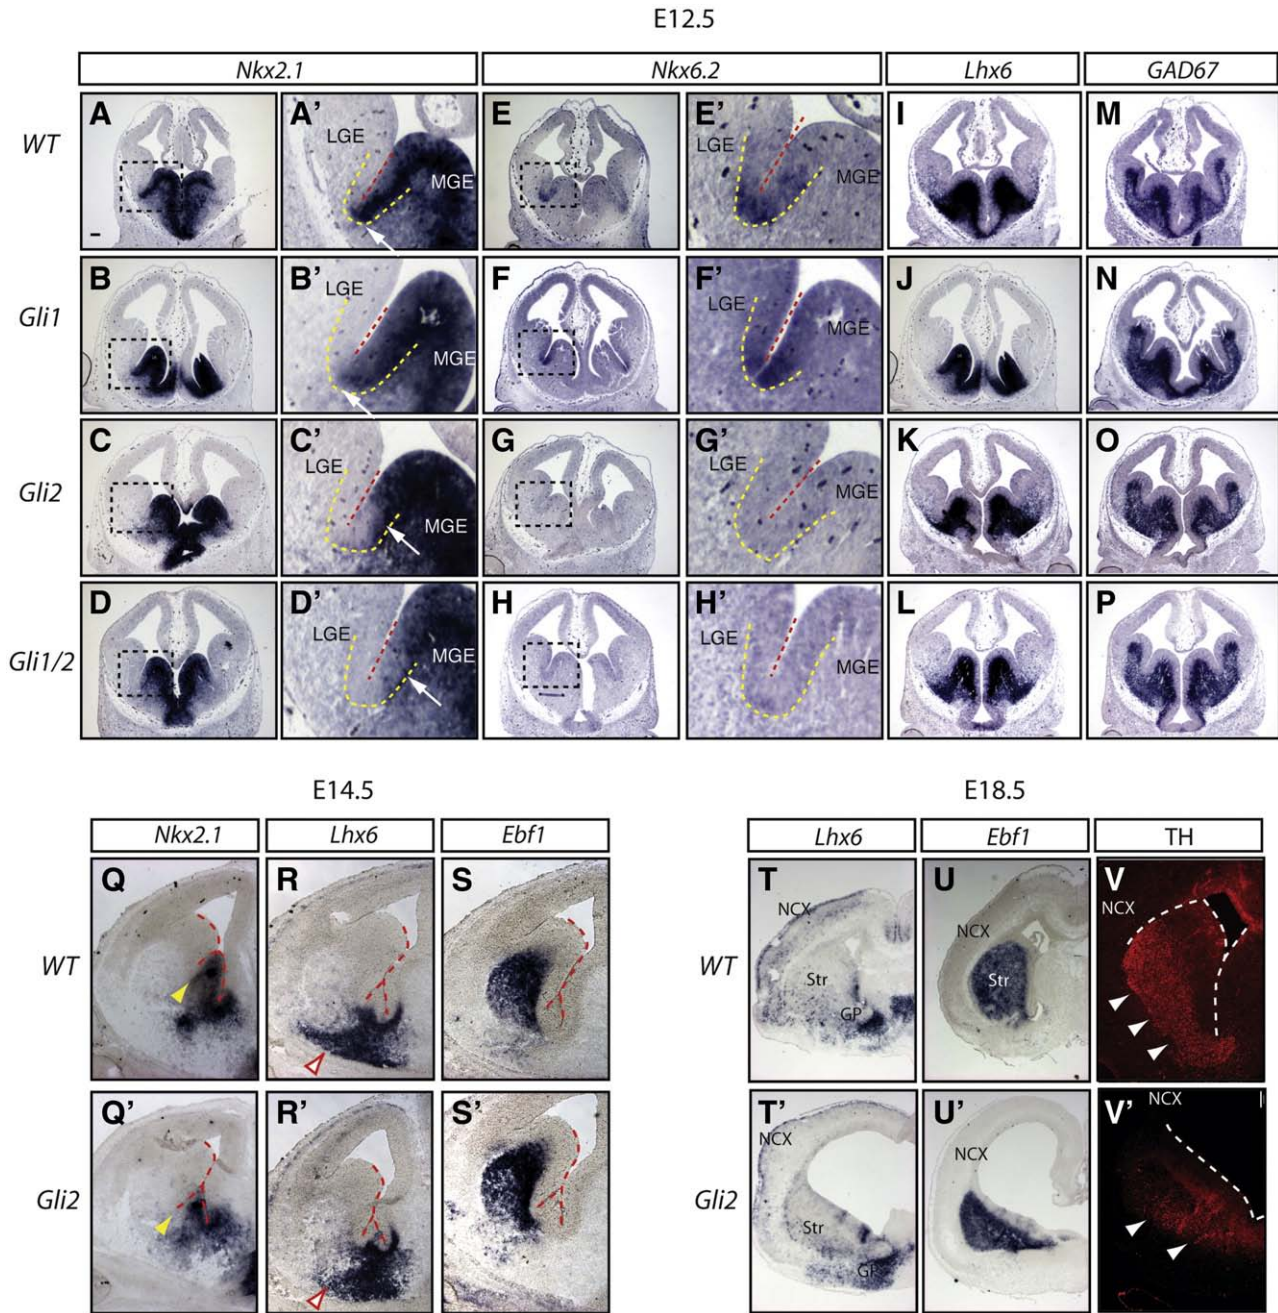 E12.5
Nkx2.1 Nkx6.2 Lhx6 GAD67
WT A A' LGE MGE E E' LGE MGE I M
Gli1 B B' LGE MGE F F' LGE MGE J N
Gli2 C C' LGE MGE G G' LGE MGE K O
Gli1/2 D D' LGE MGE H H' LGE MGE L P
E14.5 E18.5
Nkx2.1 Lhx6 Ebf1 Lhx6 Ebf1 TH
WT Q R S WT T NCX Str GP U NCX Str V NCX
Gli2 Q' R' S' Gli2 T' NCX Str GP U' NCX V' NCX